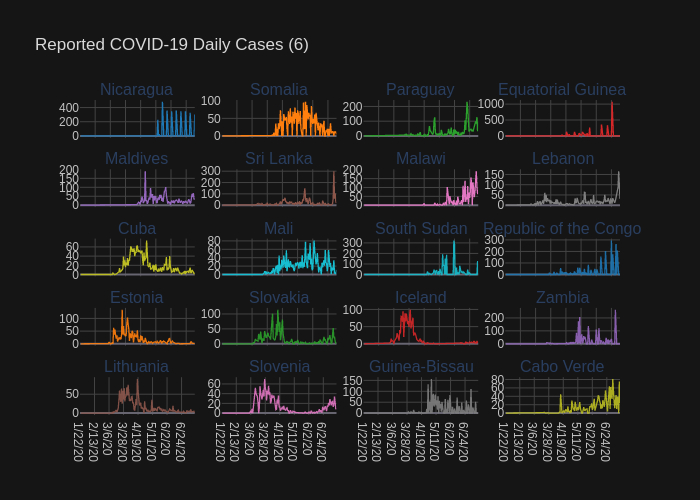 Reported COVID-19 Daily Cases (6)
Nicaragua Somalia Paraguay Equatorial Guinea
400 200 0 100 50 0 200 100 0 1000 500 0
Maldives Sri Lanka Malawi Lebanon
200 150 100 50 0 300 200 100 0 200 150 100 50 0 150 100 50 0
Cuba Mali South Sudan Republic of the Congo
60 40 20 0 80 60 40 20 0 300 200 100 0 300 200 100 0
Estonia Slovakia Iceland Zambia
100 50 0 100 50 0 100 50 0 200 100 0
Lithuania Slovenia Guinea-Bissau Cabo Verde
50 0 60 40 20 0 150 100 50 0 80 60 40 20 0
1/22/20 2/13/20 3/6/20 3/28/20 4/19/20 5/11/20 6/2/20 6/24/20 1/22/20 2/13/20 3/6/20 3/28/20 4/19/20 5/11/20 6/2/20 6/24/20 1/22/20 2/13/20 3/6/20 3/28/20 4/19/20 5/11/20 6/2/20 6/24/20 1/22/20 2/13/20 3/6/20 3/28/20 4/19/20 5/11/20 6/2/20 6/24/20